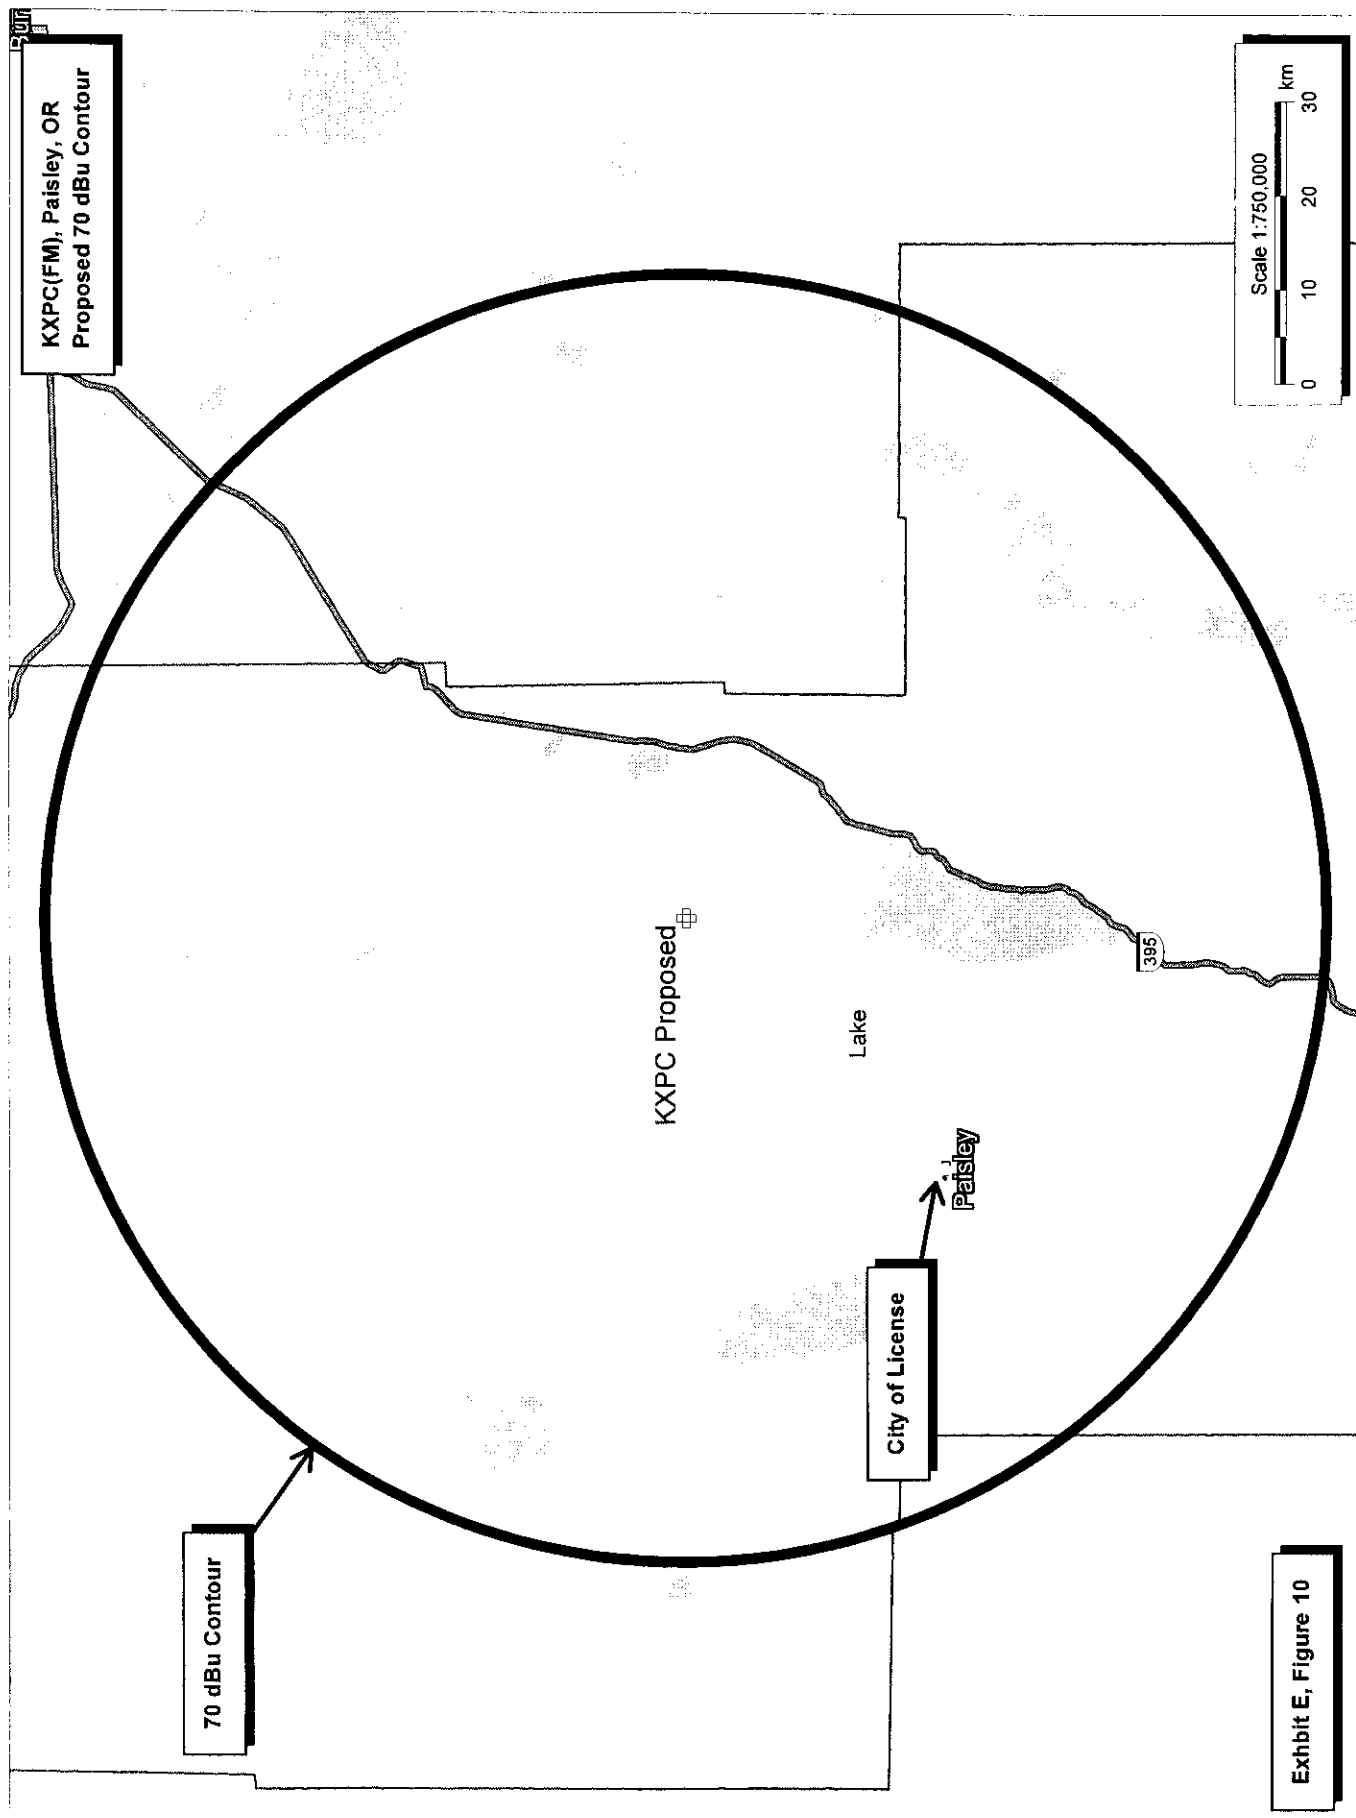 KXPC(FM), Paisley, OR
Proposed 70 dBu Contour
70 dBu Contour
KXPC Proposed
Lake
Paisley
City of License
395
Scale 1:750,000
km
0 10 20 30
Exhbit E, Figure 10